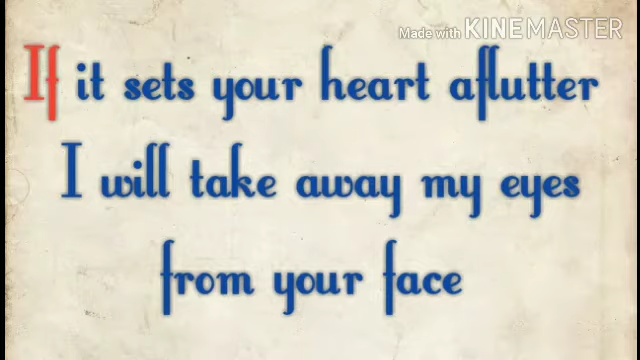 Made with KINEMASTER
If it sets your heart aflutter
I will take away my eyes
from your face